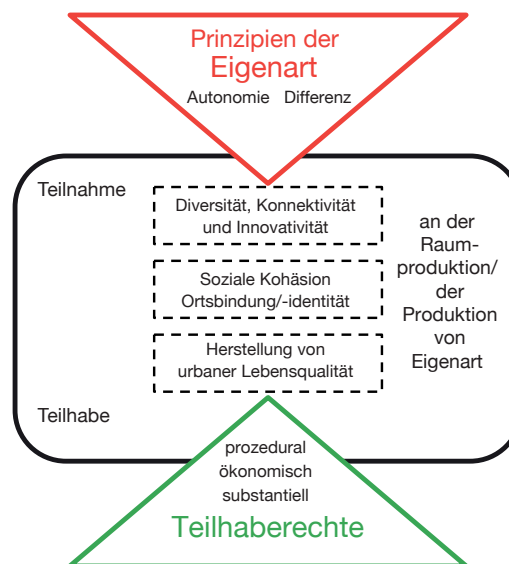 Prinzipien der
Eigenart
Autonomie Differenz
Teilnahme
Diversität, Konnektivität
und Innovativität
Soziale Kohäsion
Ortsbindung/-identität
Herstellung von
urbaner Lebensqualität
an der
Raum-
produktion/
der
Produktion
von
Eigenart
Teilhabe
prozedural
ökonomisch
substantiell
Teilhaberechte